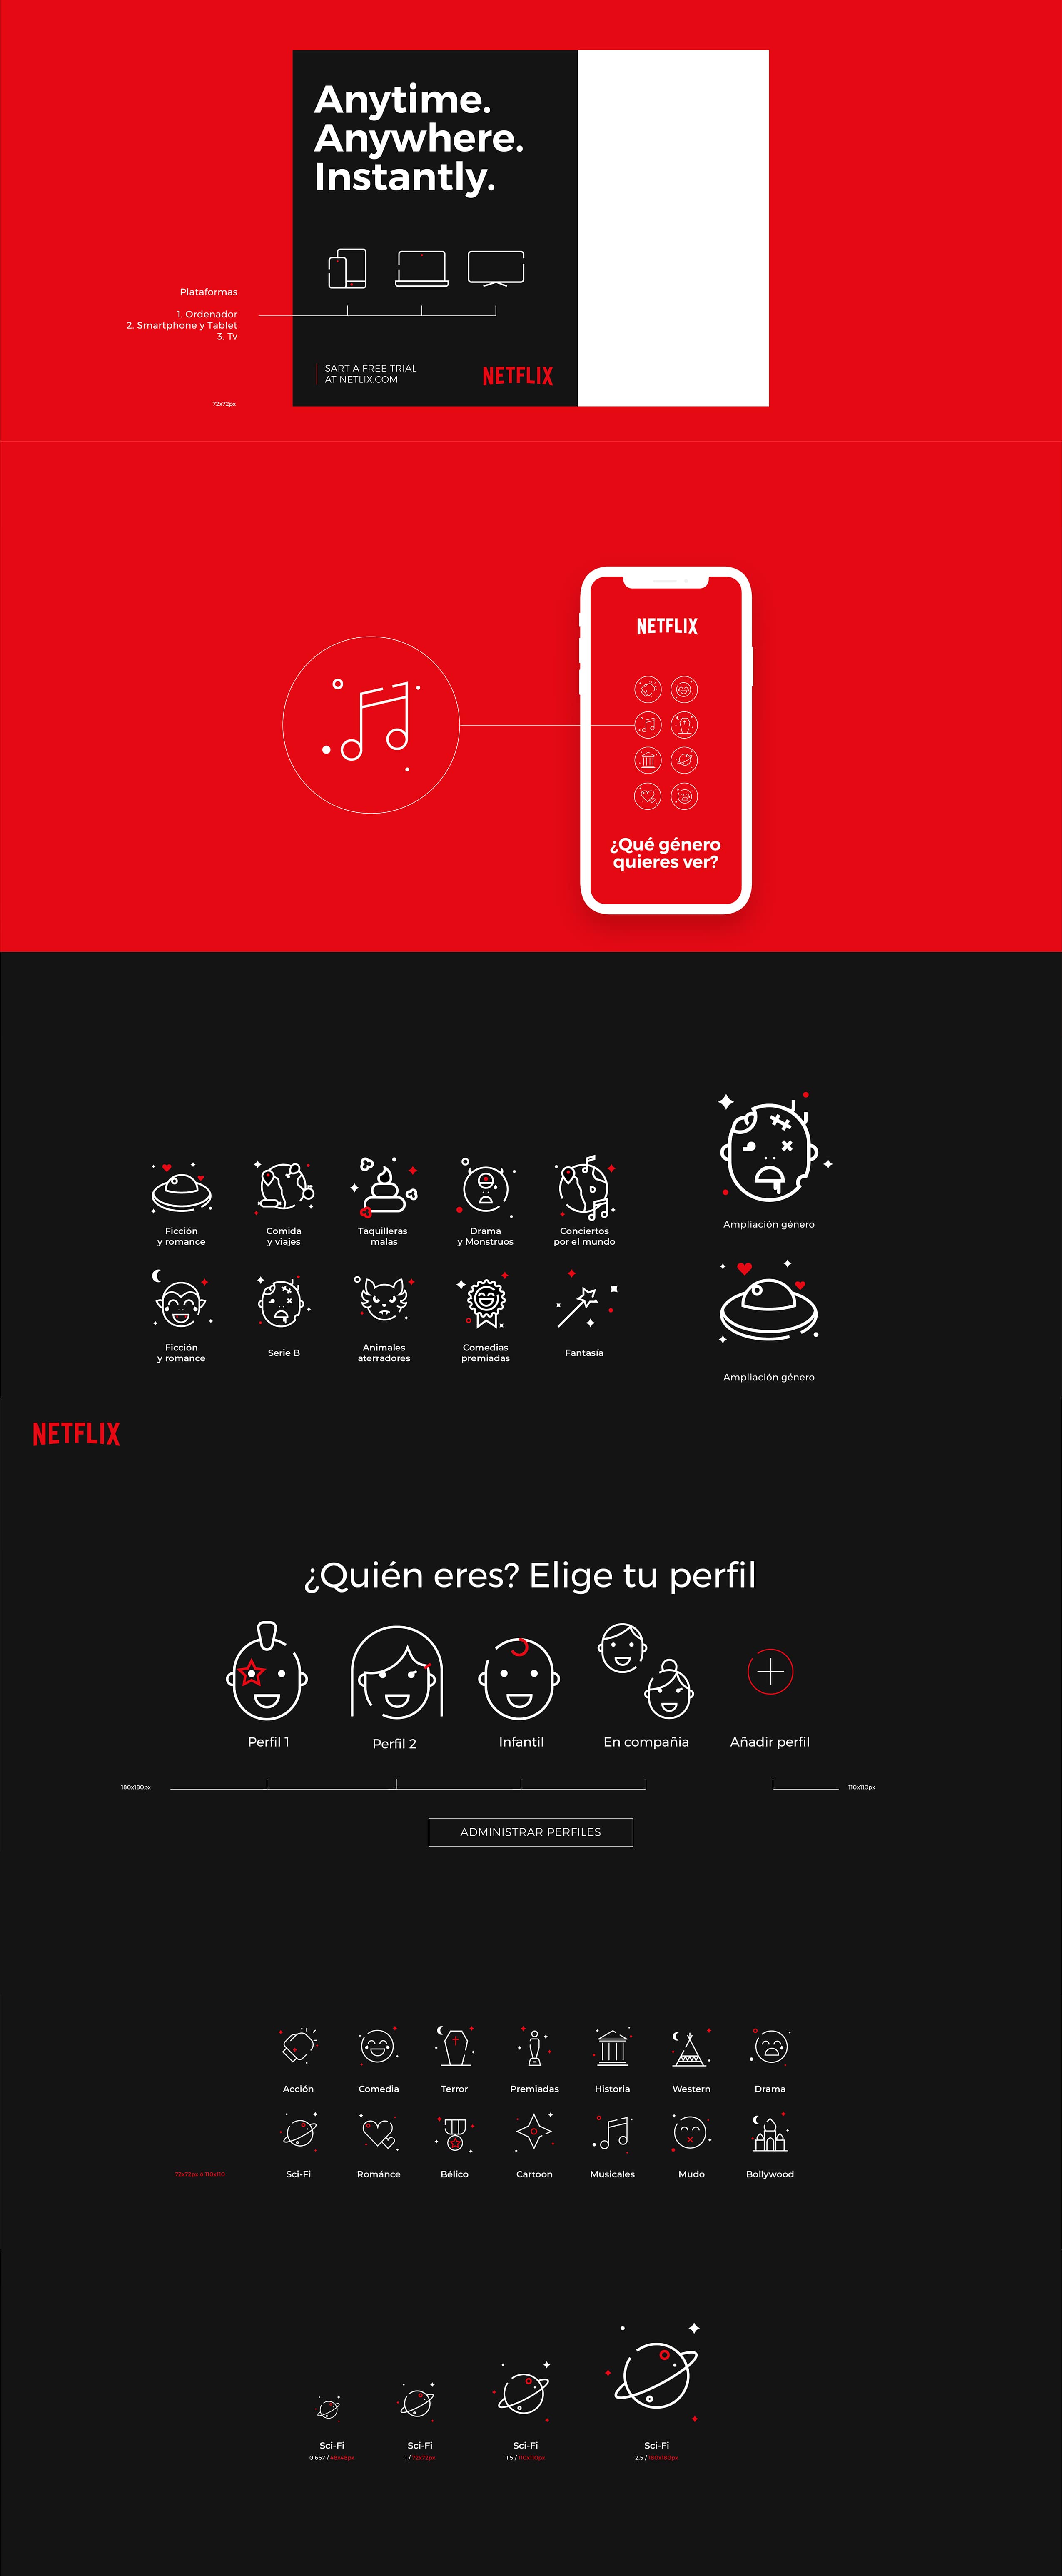 Anytime.
Anywhere.
Instantly.
Plataformas
1. Ordenador
2. Smartphone y Tablet
3. Tv
SART A FREE TRIAL
AT NETLIX.COM
NETFLIX
72x72px
NETFLIX
¿Qué género
quieres ver?
Ficción
y romance
Comida
y viajes
Taquilleras
malas
Drama
y Monstruos
Conciertos
por el mundo
Ampliación género
Ficción
y romance
Serie B
Animales
aterradores
Comedias
premiadas
Fantasía
Ampliación género
NETFLIX
¿Quién eres? Elige tu perfil
Perfil 1
Perfil 2
Infantil
En compañia
Añadir perfil
180x180px
110x110px
ADMINISTRAR PERFILES
Acción
Comedia
Terror
Premiadas
Historia
Western
Drama
72x72px ó 110x110
Sci-Fi
Románce
Bélico
Cartoon
Musicales
Mudo
Bollywood
Sci-Fi
0,667 / 48x48px
Sci-Fi
1 / 72x72px
Sci-Fi
1.5 / 110x110px
Sci-Fi
2,5 / 180x180px